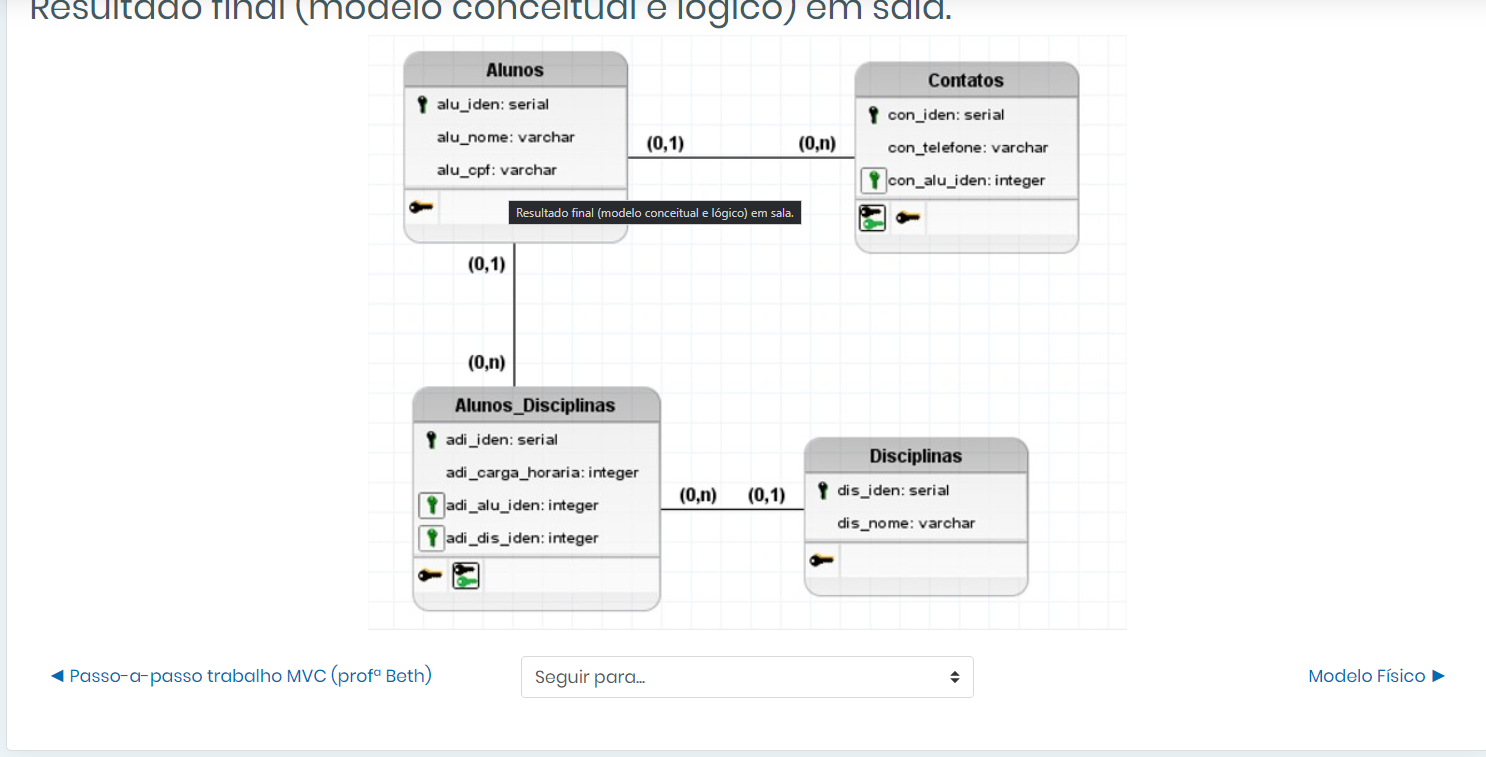 Resultado final (modelo conceitual e lógico) em sala.
Alunos
alu_iden: serial
alu_nome: varchar
alu_cpf: varchar
(0,1)
(0,n)
Contatos
con_iden: serial
con_telefone: varchar
con_alu_iden: integer
Resultado final (modelo conceitual e lógico) em sala.
(0,1)
(0,n)
Alunos_Disciplinas
adi_iden: serial
adi_carga_horaria: integer
adi_alu_iden: integer
adi_dis_iden: integer
(0,n)
(0,1)
Disciplinas
dis_iden: serial
dis_nome: varchar
◀ Passo-a-passo trabalho MVC (profª Beth)
Seguir para...
Modelo Físico ▶